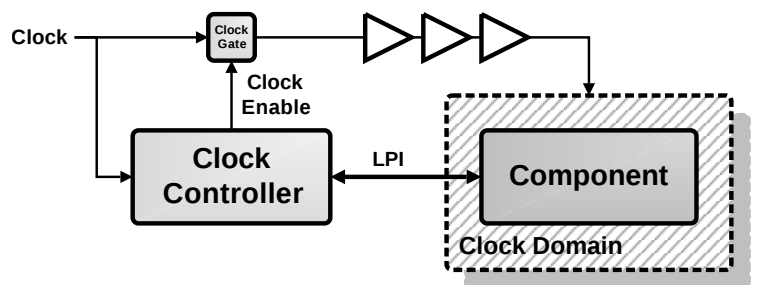 Clock
Clock
Gate
Clock
Enable
Clock
Controller
LPI
Component
Clock Domain